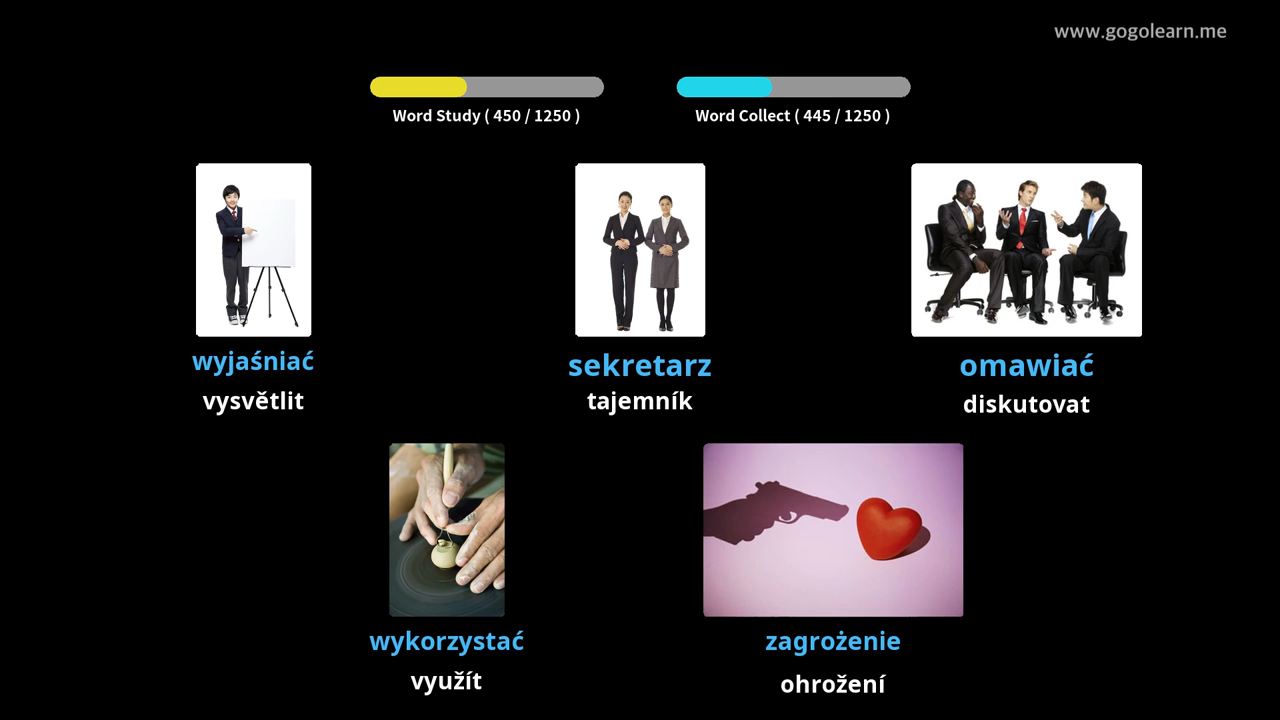 www.gogolearn.me
Word Study ( 450 / 1250 )
Word Collect ( 445 / 1250 )
wyjaśniać
vysvětlit
sekretarz
tajemník
omawiać
diskutovat
wykorzystać
využít
zagrożenie
ohrožení